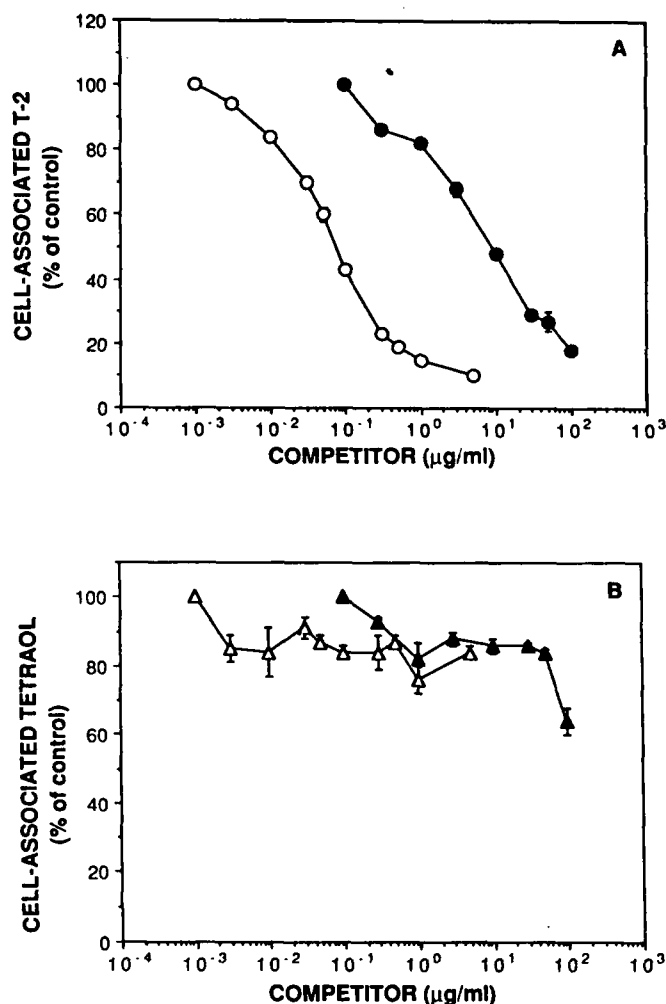 A
CELL-ASSOCIATED T-2
(% of control)
120
100
80
60
40
20
0
10⁻⁴ 10⁻³ 10⁻² 10⁻¹ 10⁰ 10¹ 10² 10³
COMPETITOR (µg/ml)
B
CELL-ASSOCIATED TETRAOL
(% of control)
100
80
60
40
20
0
10⁻⁴ 10⁻³ 10⁻² 10⁻¹ 10⁰ 10¹ 10² 10³
COMPETITOR (µg/ml)